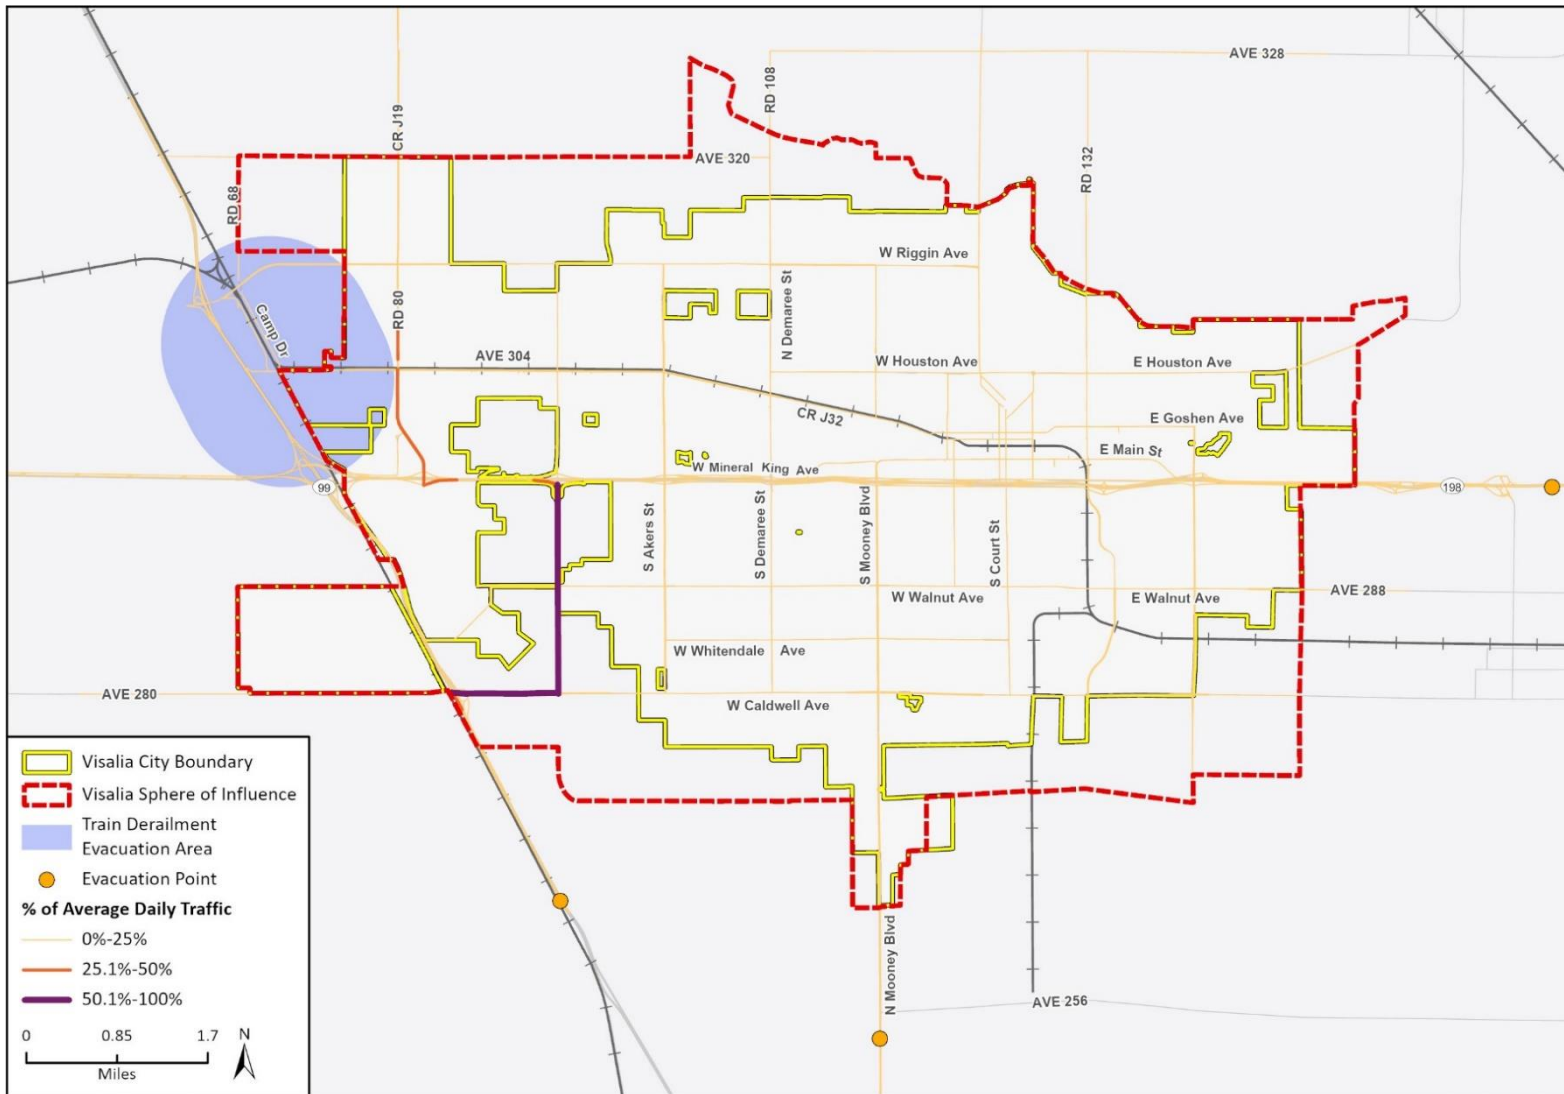 AVE 328
RD 108
CR J19
RD 132
AVE 320
RD 68
W Riggin Ave
Camp Dr
RD 80
N Demaree St
AVE 304
W Houston Ave
E Houston Ave
CR J32
E Goshen Ave
E Main St
W Mineral King Ave
99
198
S Akers St
S Demaree St
S Mooney Blvd
S Court St
W Walnut Ave
E Walnut Ave
AVE 288
W Whitendale Ave
AVE 280
W Caldwell Ave
N Mooney Blvd
AVE 256
Visalia City Boundary
Visalia Sphere of Influence
Train Derailment
Evacuation Area
Evacuation Point
% of Average Daily Traffic
0%-25%
25.1%-50%
50.1%-100%
0 0.85 1.7
Miles
N